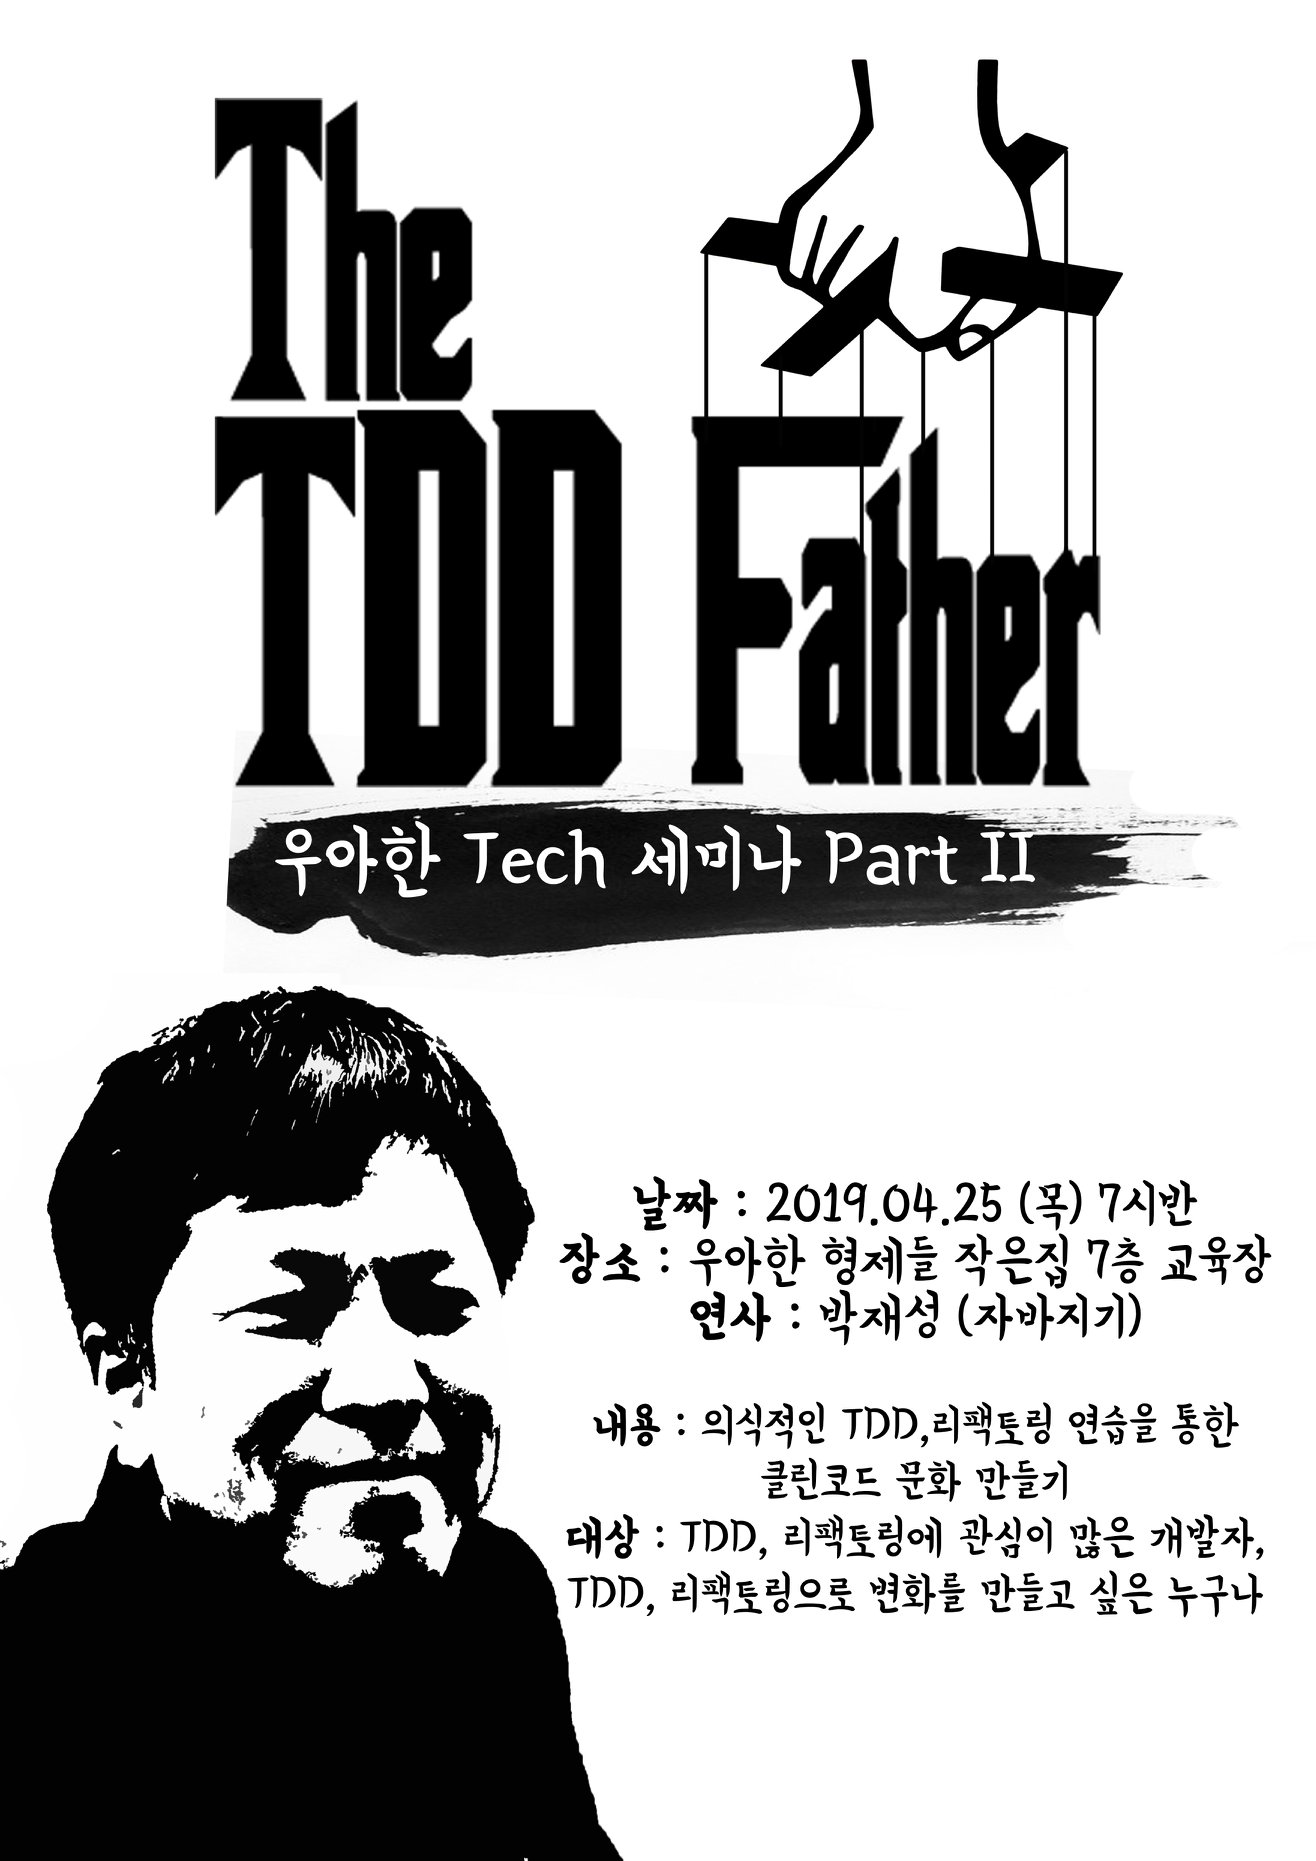 The
TDD Father
우아한 Tech 세미나 Part II
날짜 : 2019.04.25 (목) 7시반
장소 : 우아한 형제들 작은집 7층 교육장
연사 : 박재성 (자바지기)
내용 : 의식적인 TDD,리팩토링 연습을 통한
클린코드 문화 만들기
대상 : TDD, 리팩토링에 관심이 많은 개발자,
TDD, 리팩토링으로 변화를 만들고 싶은 누구나